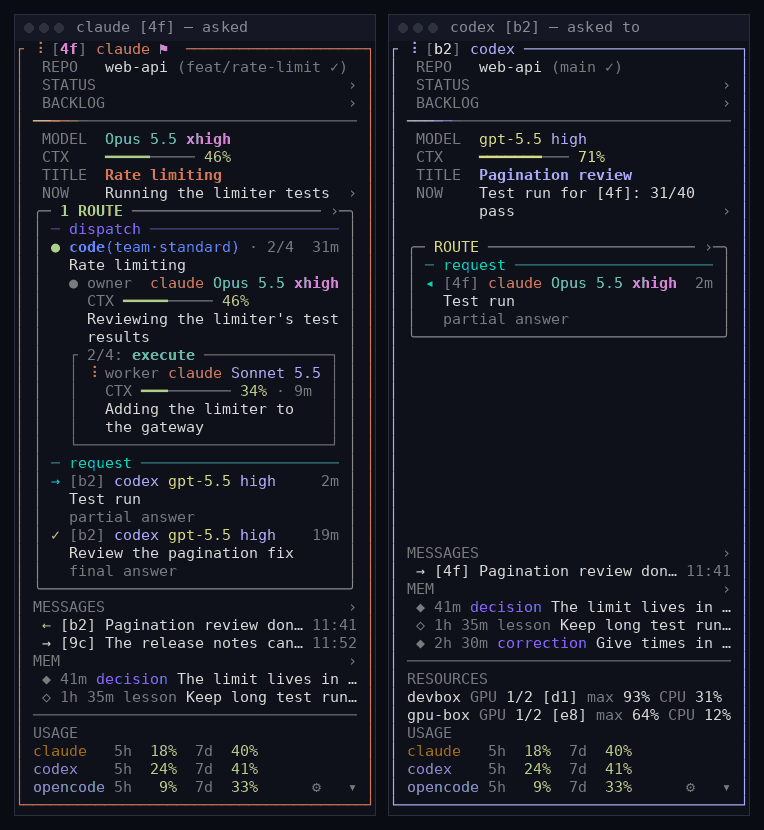 claude [4f] — asked
[4f] claude ⚑
REPO web-api (feat/rate-limit ✓)
STATUS ›
BACKLOG ›
MODEL Opus 5.5 xhigh
CTX 46%
TITLE Rate limiting
NOW Running the limiter tests ›
1 ROUTE ›
dispatch
● code(team·standard) · 2/4 31m
Rate limiting
● owner claude Opus 5.5 xhigh
CTX 46%
Reviewing the limiter's test
results
2/4: execute
worker claude Sonnet 5.5
CTX 34% · 9m
Adding the limiter to
the gateway
request
→ [b2] codex gpt-5.5 high 2m
Test run
partial answer
✓ [b2] codex gpt-5.5 high 19m
Review the pagination fix
final answer
MESSAGES ›
← [b2] Pagination review don… 11:41
→ [9c] The release notes can… 11:52
MEM ›
◆ 41m decision The limit lives in …
◇ 1h 35m lesson Keep long test run…
USAGE
claude 5h 18% 7d 40%
codex 5h 24% 7d 41%
opencode 5h 9% 7d 33% ⚙ ▾
codex [b2] — asked to
[b2] codex
REPO web-api (main ✓)
STATUS ›
BACKLOG ›
MODEL gpt-5.5 high
CTX 71%
TITLE Pagination review
NOW Test run for [4f]: 31/40
pass ›
ROUTE ›
request
◂ [4f] claude Opus 5.5 xhigh 2m
Test run
partial answer
MESSAGES ›
→ [4f] Pagination review don… 11:41
MEM ›
◆ 41m decision The limit lives in …
◇ 1h 35m lesson Keep long test run…
◆ 2h 30m correction Give times in …
RESOURCES
devbox GPU 1/2 [d1] max 93% CPU 31%
gpu-box GPU 1/2 [e8] max 64% CPU 12%
USAGE
claude 5h 18% 7d 40%
codex 5h 24% 7d 41%
opencode 5h 9% 7d 33% ⚙ ▾